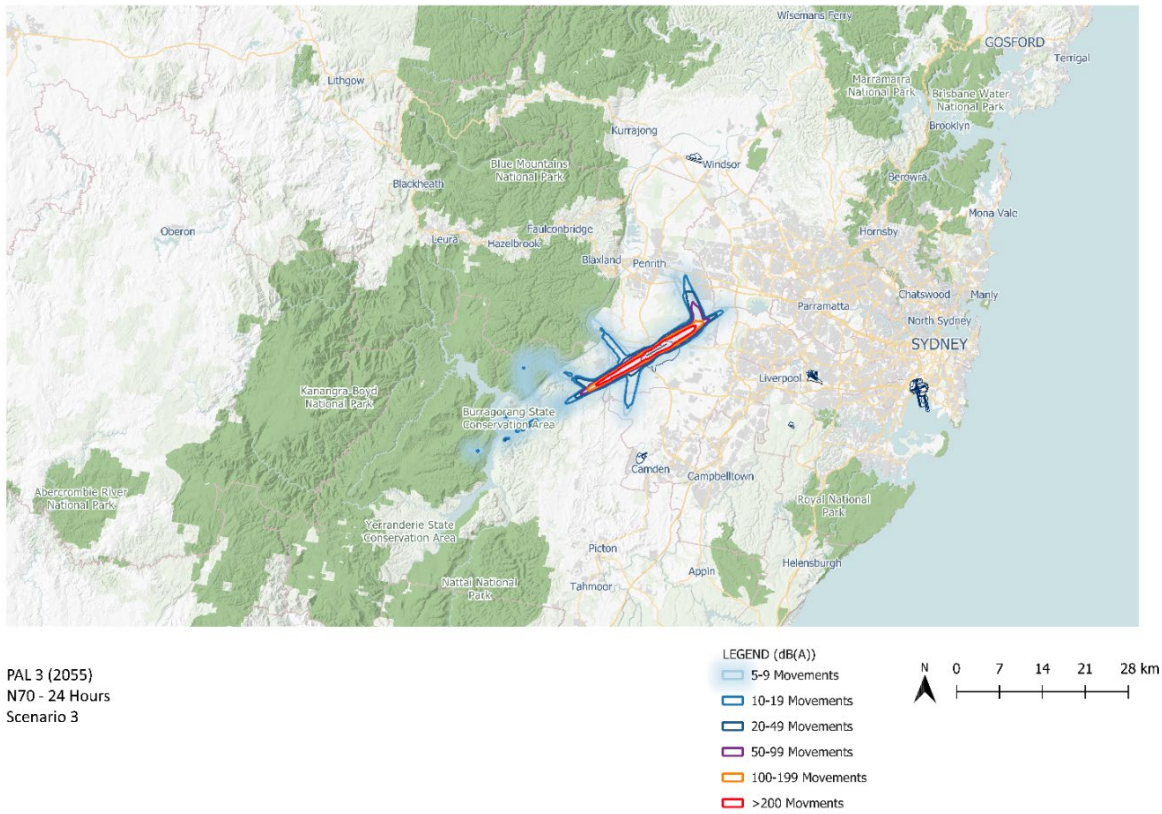 Wisemans Ferry
GOSFORD
Terrigal
Lithgow
Marramarra
National Park
Brisbane Water
National Park
Brooklyn
Kurrajong
Windsor
Blue Mountains
National Park
Blackheath
Berowra
Mona Vale
Oberon
Faulconbridge
Leura
Hazelbrook
Hornsby
Blaxland
Penrith
Chatswood
Manly
Parramatta
North Sydney
SYDNEY
Liverpool
Kanangra-Boyd
National Park
Burragorang State
Conservation Area
Camden
Campbelltown
Abercrombie River
National Park
Royal National
Park
Yerranderie State
Conservation Area
Picton
Appin
Helensburgh
Nattai National
Park
Tahmoor
PAL 3 (2055)
N70 - 24 Hours
Scenario 3
LEGEND (dB(A))
5-9 Movements
10-19 Movements
20-49 Movements
50-99 Movements
100-199 Movements
>200 Movments
N
0 7 14 21 28 km